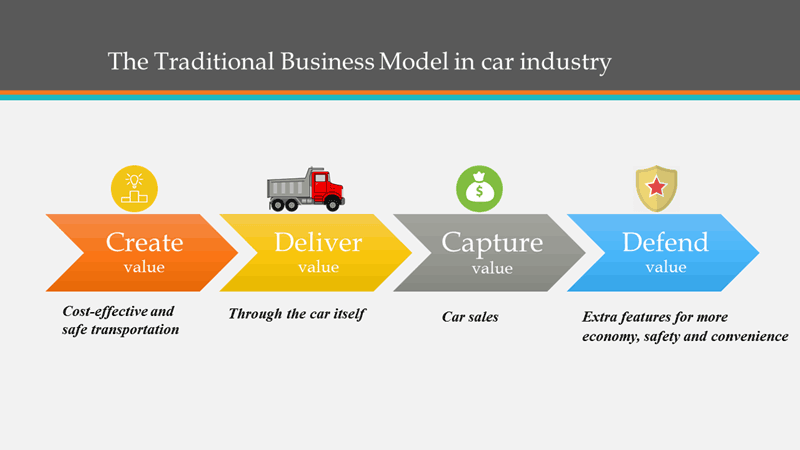 The Traditional Business Model in car industry
$
Create
value
Deliver
value
Capture
value
Defend
value
Cost-effective and
safe transportation
Through the car itself
Car sales
Extra features for more
economy, safety and convenience